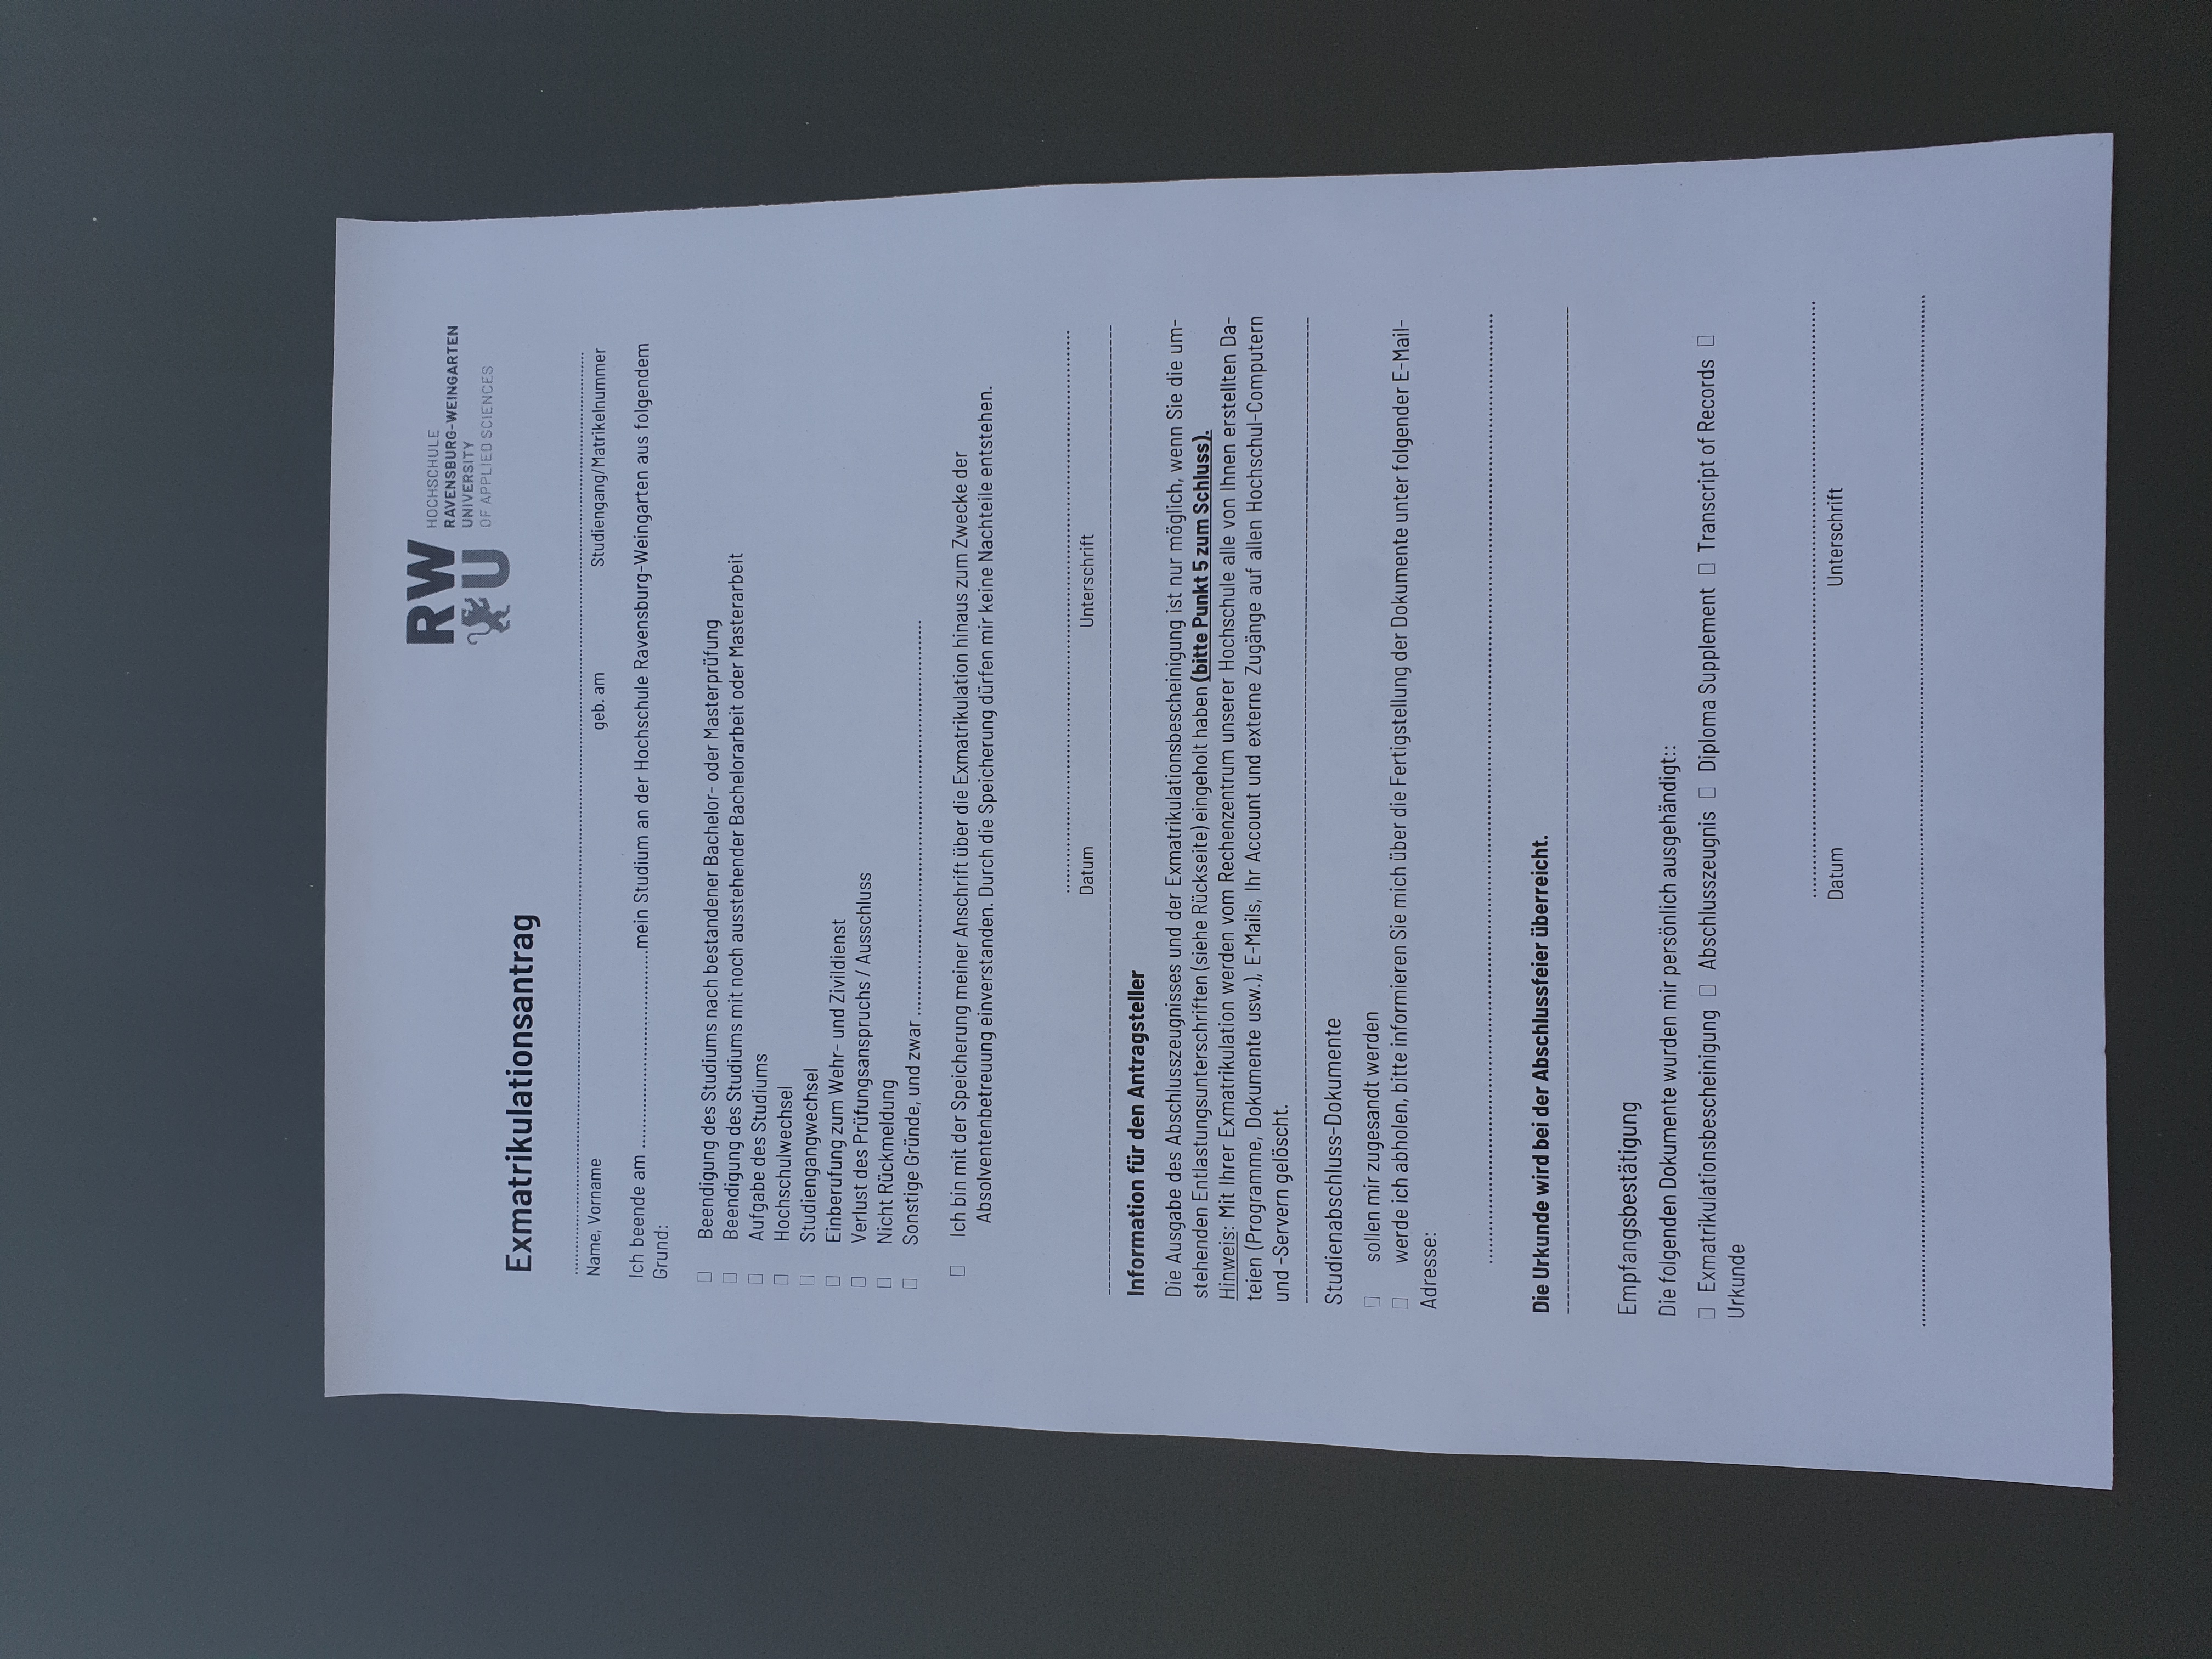 RW
U
HOCHSCHULE
RAVENSBURG-WEINGARTEN
UNIVERSITY
OF APPLIED SCIENCES
Exmatrikulationsantrag
Name, Vorname geb. am Studiengang/Matrikelnummer
Ich beende am ......................................mein Studium an der Hochschule Ravensburg-Weingarten aus folgendem
Grund:
Beendigung des Studiums nach bestandener Bachelor- oder Masterprüfung
Beendigung des Studiums mit noch ausstehender Bachelorarbeit oder Masterarbeit
Aufgabe des Studiums
Hochschulwechsel
Studiengangwechsel
Einberufung zum Wehr- und Zivildienst
Verlust des Prüfungsanspruchs / Ausschluss
Nicht Rückmeldung
Sonstige Gründe, und zwar ............................................................................
Ich bin mit der Speicherung meiner Anschrift über die Exmatrikulation hinaus zum Zwecke der
Absolventenbetreuung einverstanden. Durch die Speicherung dürfen mir keine Nachteile entstehen.
Datum Unterschrift
Information für den Antragsteller
Die Ausgabe des Abschlusszeugnisses und der Exmatrikulationsbescheinigung ist nur möglich, wenn Sie die um-
stehenden Entlastungsunterschriften (siehe Rückseite) eingeholt haben (bitte Punkt 5 zum Schluss).
Hinweis: Mit Ihrer Exmatrikulation werden vom Rechenzentrum unserer Hochschule alle von Ihnen erstellten Da-
teien (Programme, Dokumente usw.), E-Mails, Ihr Account und externe Zugänge auf allen Hochschul-Computern
und -Servern gelöscht.
Studienabschluss-Dokumente
sollen mir zugesandt werden
werde ich abholen, bitte informieren Sie mich über die Fertigstellung der Dokumente unter folgender E-Mail-
Adresse:
Die Urkunde wird bei der Abschlussfeier überreicht.
Empfangsbestätigung
Die folgenden Dokumente wurden mir persönlich ausgehändigt::
Exmatrikulationsbescheinigung Abschlusszeugnis Diploma Supplement Transcript of Records
Urkunde
Datum Unterschrift